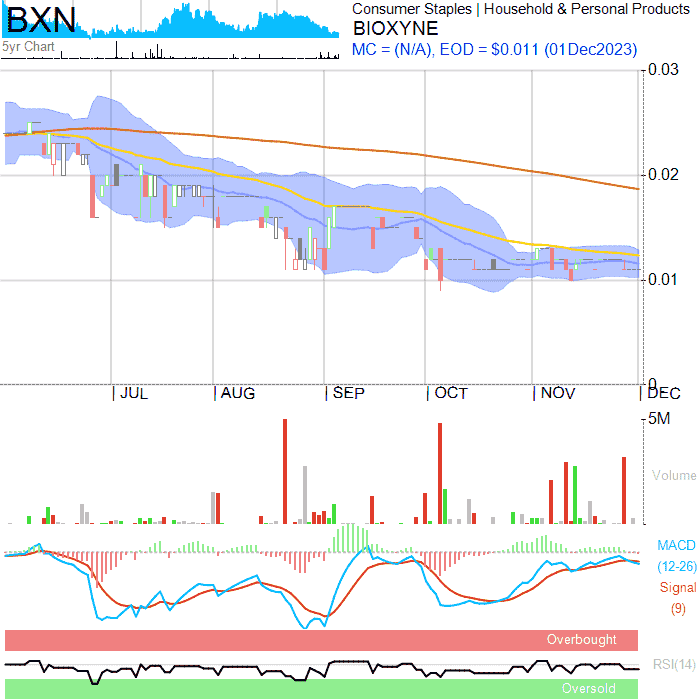 BXN
Consumer Staples | Household & Personal Products
BIOXYNE
5yr Chart
MC = (N/A), EOD = $0.011 (01Dec2023)
0.03
0.02
0.01
0
JUL
AUG
SEP
OCT
NOV
DEC
5M
Volume
MACD
(12-26)
Signal
(9)
Overbought
RSI(14)
Oversold